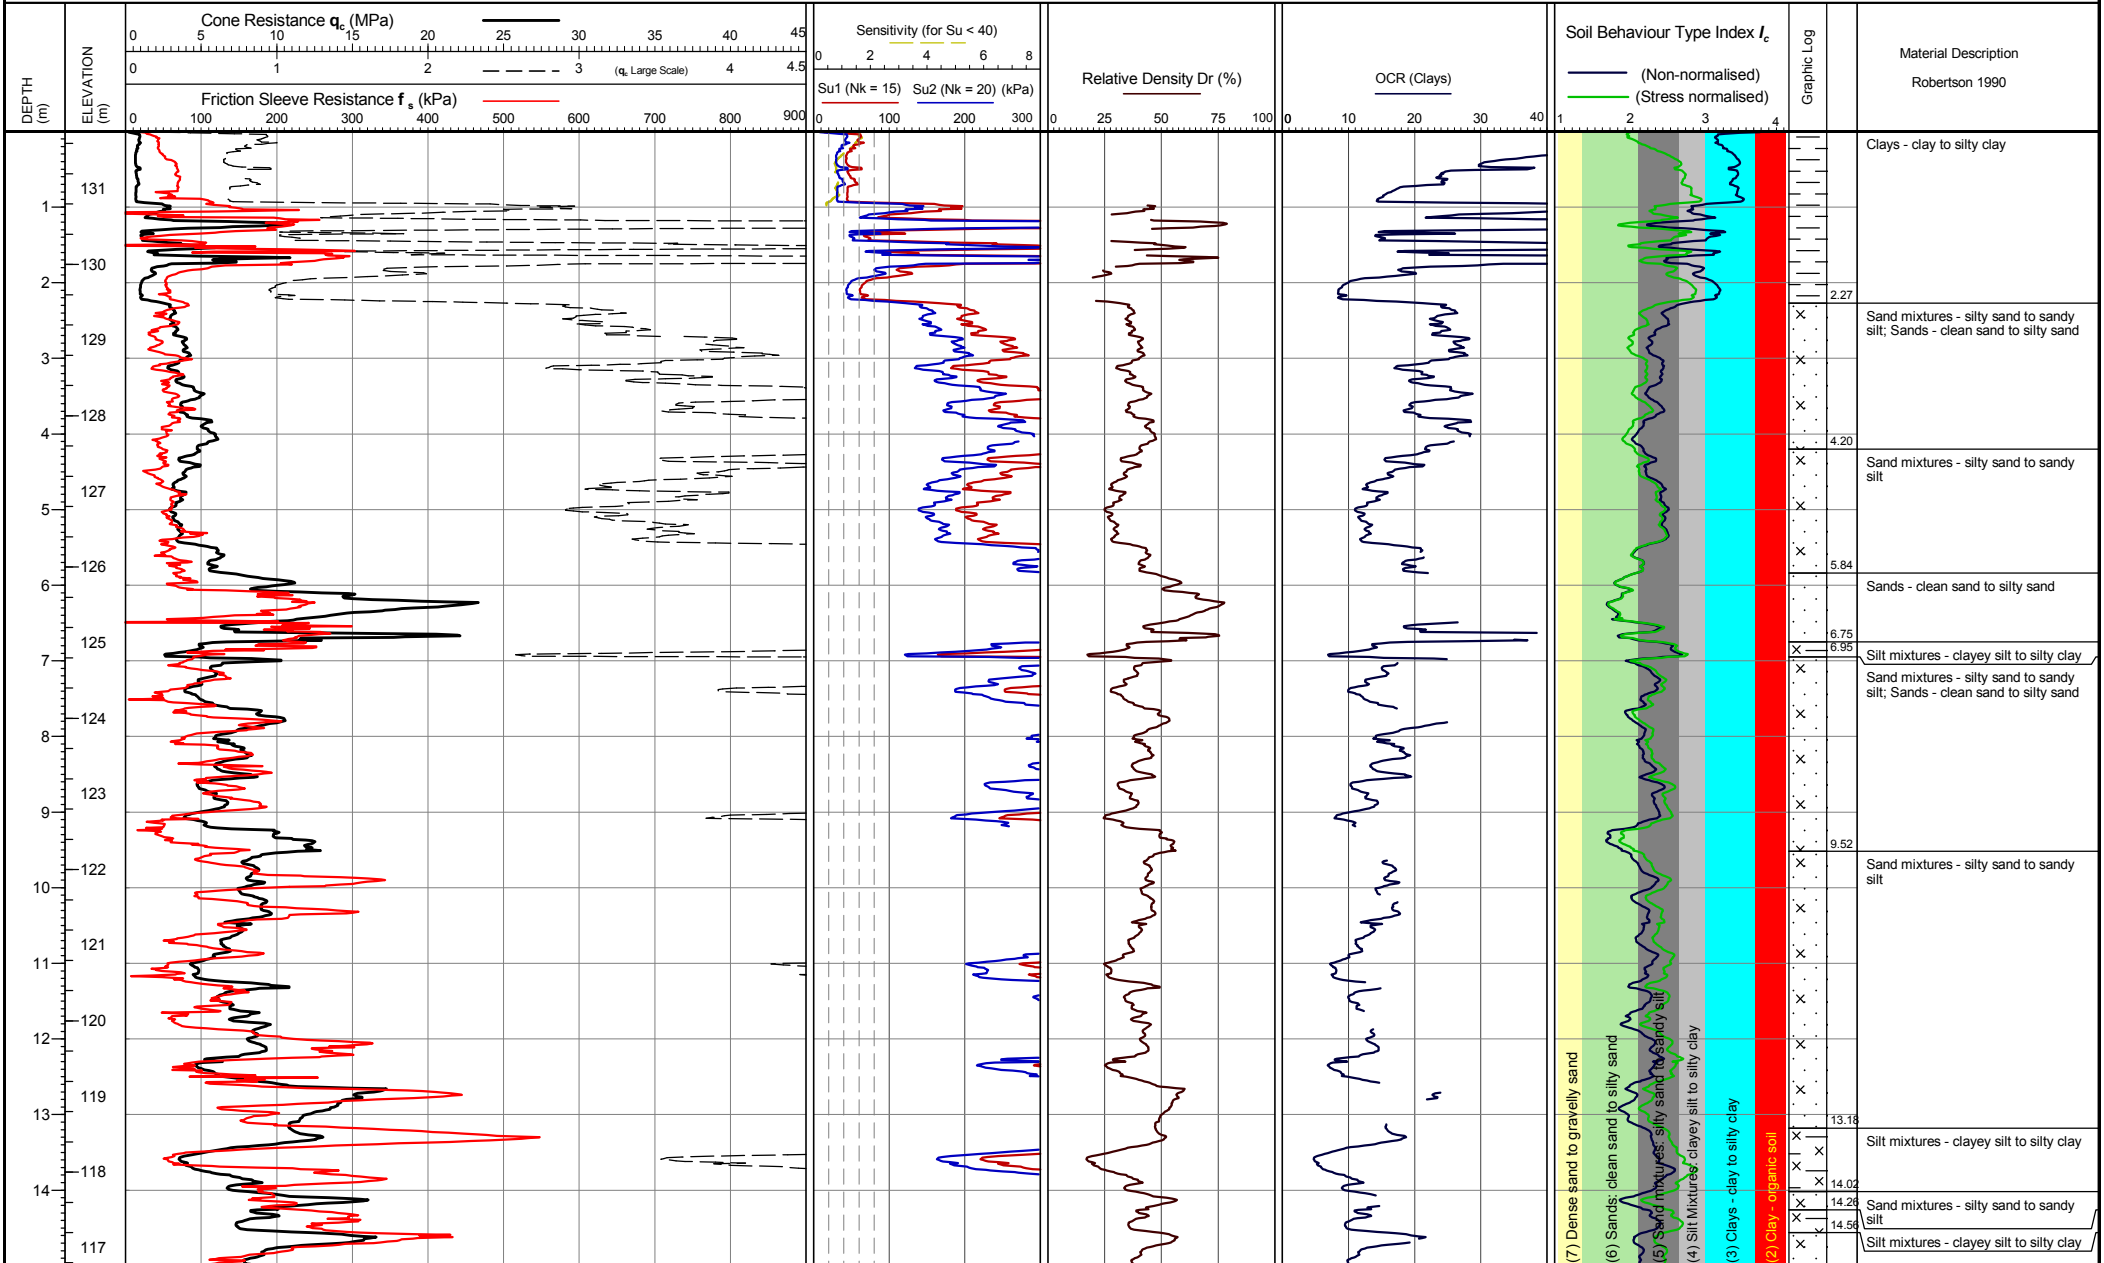 DEPTH (m)
ELEVATION (m)
Cone Resistance qc (MPa)
0 5 10 15 20 25 30 35 40 45
0 1 2 3 (qc Large Scale) 4 4.5
Friction Sleeve Resistance fs (kPa)
0 100 200 300 400 500 600 700 800 900
Sensitivity (for Su < 40)
0 2 4 6 8
Su1 (Nk = 15) Su2 (Nk = 20) (kPa)
0 100 200 300
Relative Density Dr (%)
0 25 50 75 100
OCR (Clays)
0 10 20 30 40
Soil Behaviour Type Index Ic
(Non-normalised)
(Stress normalised)
1 2 3 4
Graphic Log
Material Description
Robertson 1990
Clays - clay to silty clay
131
1
130
2
2.27
Sand mixtures - silty sand to sandy
silt; Sands - clean sand to silty sand
129
3
128
4
4.20
Sand mixtures - silty sand to sandy
silt
127
5
126
5.84
6
Sands - clean sand to silty sand
125
6.75
6.95
Silt mixtures - clayey silt to silty clay
7
Sand mixtures - silty sand to sandy
silt; Sands - clean sand to silty sand
124
8
123
9
9.52
122
Sand mixtures - silty sand to sandy
silt
10
121
11
120
12
119
13
13.18
Silt mixtures - clayey silt to silty clay
118
14
14.02
14.26
Sand mixtures - silty sand to sandy
silt
14.56
117
Silt mixtures - clayey silt to silty clay
(7) Dense sand to gravelly sand
(6) Sands: clean sand to silty sand
(5) Sand mixtures: silty sand to sandy silt
(4) Silt Mixtures: clayey silt to silty clay
(3) Clays - clay to silty clay
(2) Clay - organic soil